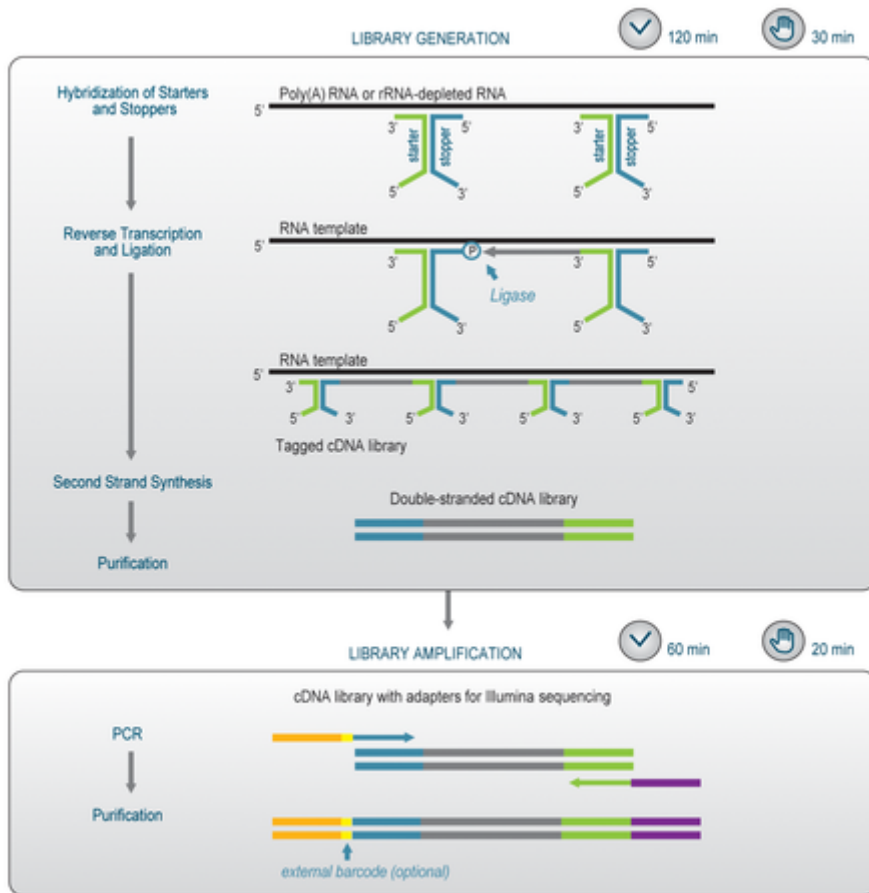 LIBRARY GENERATION
120 min
30 min
Hybridization of Starters
and Stoppers
Poly(A) RNA or rRNA-depleted RNA
5'
3'
starter
stopper
5'
5'
3'
3'
starter
stopper
5'
5'
3'
Reverse Transcription
and Ligation
RNA template
5'
3'
P
3'
5'
Ligase
5'
3'
5'
3'
RNA template
5'
3'
5'
5'
3'
5'
3'
5'
3'
5'
3'
Tagged cDNA library
Second Strand Synthesis
Double-stranded cDNA library
Purification
LIBRARY AMPLIFICATION
60 min
20 min
cDNA library with adapters for Illumina sequencing
PCR
Purification
external barcode (optional)